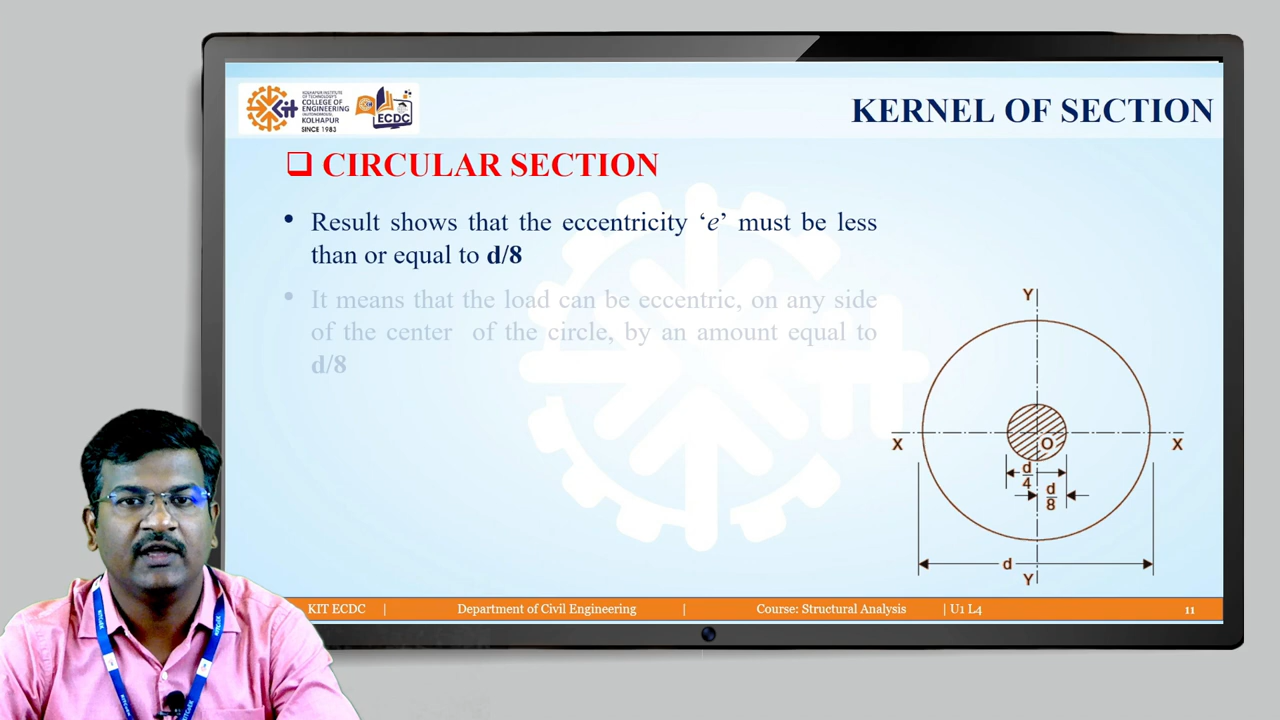 KOLHAPUR INSTITUTE
OF TECHNOLOGY'S
COLLEGE OF
ENGINEERING
(AUTONOMOUS),
KOLHAPUR
SINCE 1983
KIT
ECDC
KERNEL OF SECTION
❑ CIRCULAR SECTION
• Result shows that the eccentricity ‘e’ must be less
than or equal to d/8
• It means that the load can be eccentric, on any side
of the center of the circle, by an amount equal to
d/8
Y
X
O
X
d
4
d
8
d
Y
KIT ECDC | Department of Civil Engineering | Course: Structural Analysis | U1 L4 11